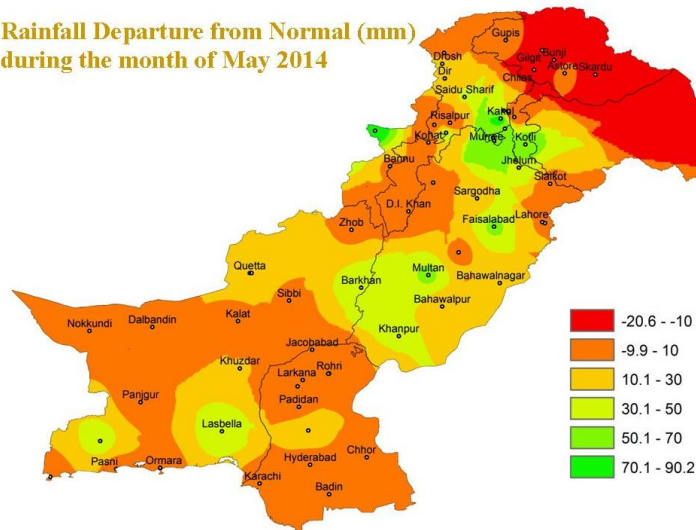 Rainfall Departure from Normal (mm)
during the month of May 2014
Gupis
Drosh
Gilgit
Bunji
Dir
Chilas
Astore
Skardu
Saidu Sharif
Risalpur
Kakul
Kohat
Murree
Kotli
Bannu
Jhelum
Sialkot
Sargodha
D.I. Khan
Zhob
Faisalabad
Lahore
Quetta
Multan
Barkhan
Bahawalnagar
Sibbi
Bahawalpur
Nokkundi
Dalbandin
Kalat
Khanpur
Jacobabad
Khuzdar
Larkana
Rohri
Panjgur
Padidan
Lasbella
Pasni
Ormara
Hyderabad
Chhor
Karachi
Badin
-20.6 - -10
-9.9 - 10
10.1 - 30
30.1 - 50
50.1 - 70
70.1 - 90.2